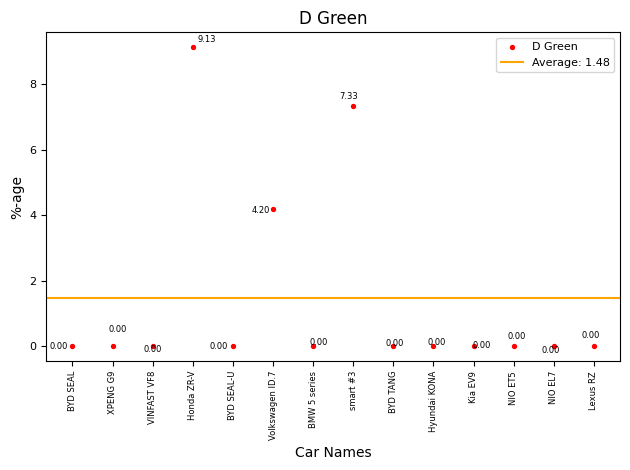 D Green
%-age
8
6
4
2
0
D Green
Average: 1.48
0.00
0.00
0.00
9.13
0.00
4.20
0.00
7.33
0.00
0.00
0.00
0.00
0.00
0.00
BYD SEAL
XPENG G9
VINFAST VF8
Honda ZR-V
BYD SEAL-U
Volkswagen ID.7
BMW 5 series
smart #3
BYD TANG
Hyundai KONA
Kia EV9
NIO ET5
NIO EL7
Lexus RZ
Car Names